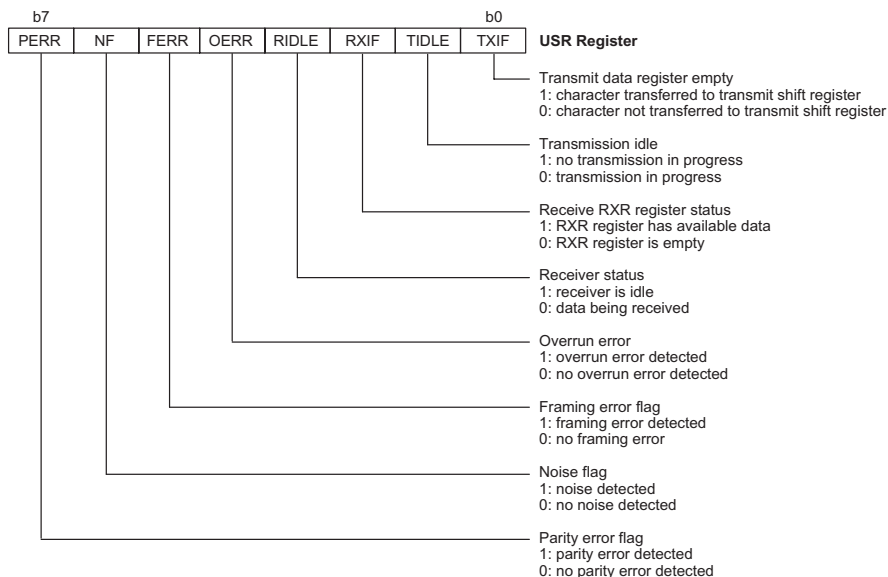 b7 b0
PERR NF FERR OERR RIDLE RXIF TIDLE TXIF USR Register
Transmit data register empty
1: character transferred to transmit shift register
0: character not transferred to transmit shift register
Transmission idle
1: no transmission in progress
0: transmission in progress
Receive RXR register status
1: RXR register has available data
0: RXR register is empty
Receiver status
1: receiver is idle
0: data being received
Overrun error
1: overrun error detected
0: no overrun error detected
Framing error flag
1: framing error detected
0: no framing error
Noise flag
1: noise detected
0: no noise detected
Parity error flag
1: parity error detected
0: no parity error detected